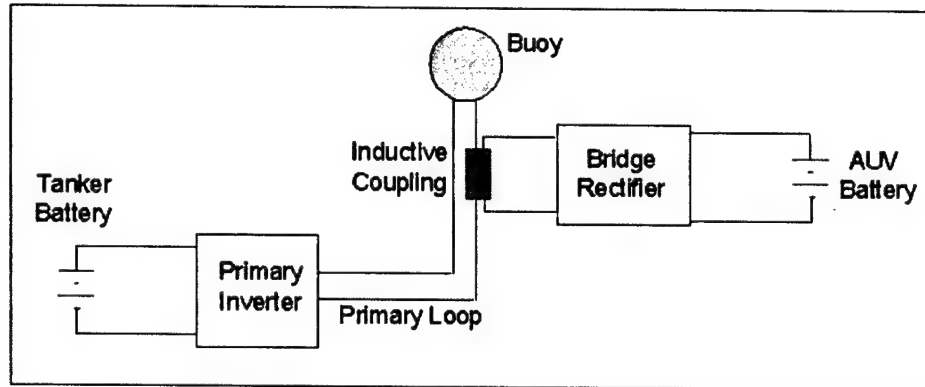 Buoy
Inductive
Coupling
Bridge
Rectifier
AUV
Battery
Tanker
Battery
Primary
Inverter
Primary Loop